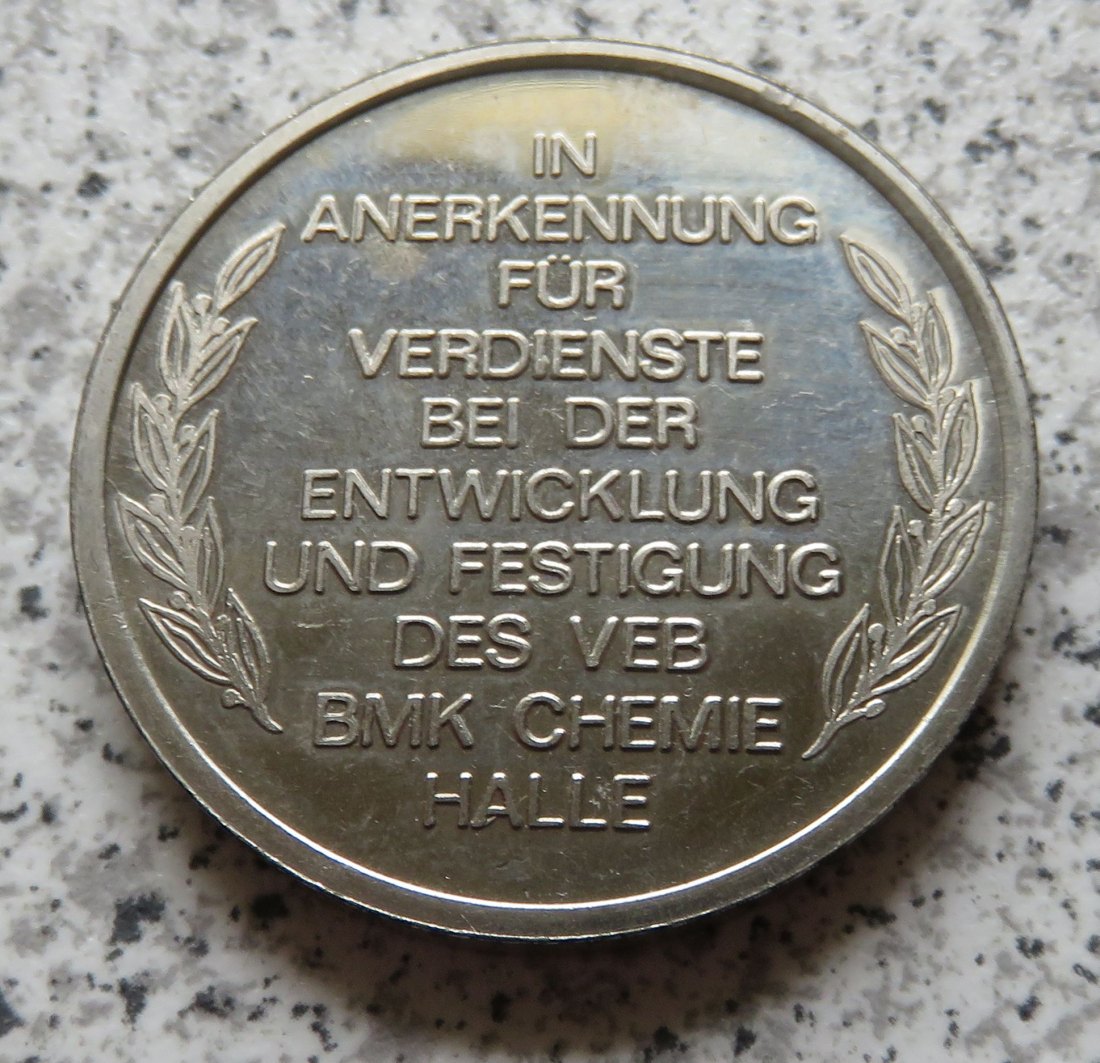 IN
ANERKENNUNG
FÜR
VERDIENSTE
BEI DER
ENTWICKLUNG
UND FESTIGUNG
DES VEB
BMK CHEMIE
HALLE